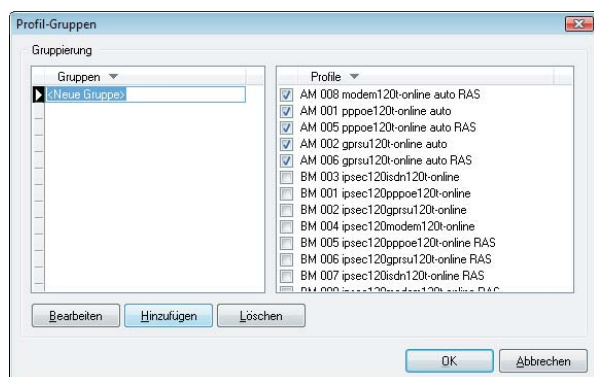 Profil-Gruppen
Gruppierung
Gruppen
<Neue Gruppe>
Profile
AM 008 modem120t-online auto RAS
AM 001 pppoe120t-online auto
AM 005 pppoe120t-online auto RAS
AM 002 gprsu120t-online auto
AM 006 gprsu120t-online auto RAS
BM 003 ipsec120isdn120t-online
BM 001 ipsec120pppoe120t-online
BM 002 ipsec120gprsu120t-online
BM 004 ipsec120modem120t-online
BM 005 ipsec120pppoe120t-online RAS
BM 006 ipsec120gprsu120t-online RAS
BM 007 ipsec120isdn120t-online RAS
Bearbeiten
Hinzufügen
Löschen
OK
Abbrechen